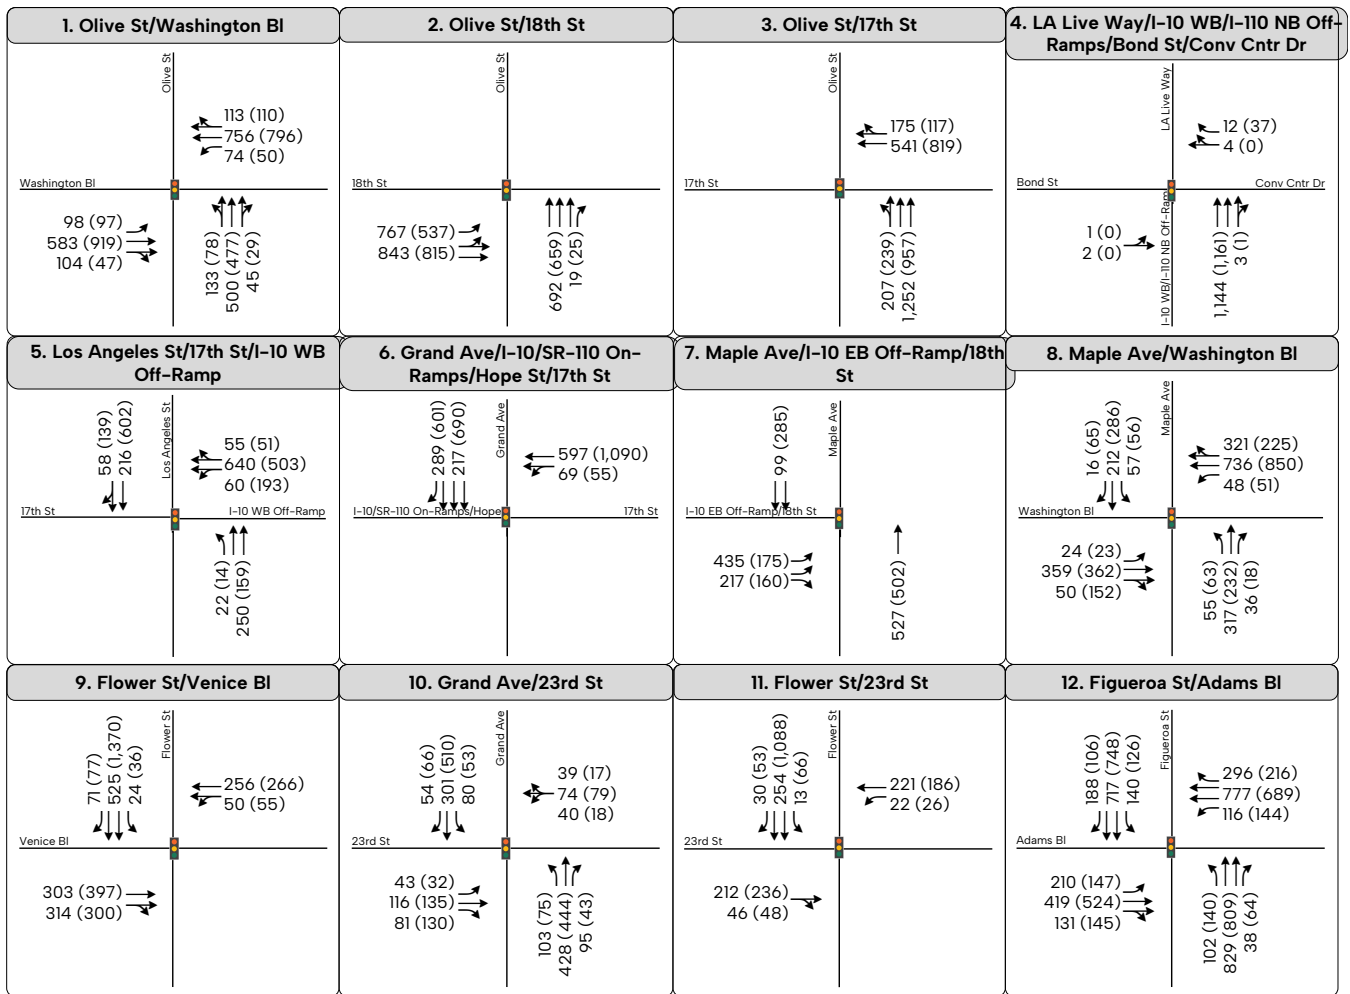 1. Olive St/Washington Bl
Olive St
113 (110)
756 (796)
74 (50)
Washington Bl
98 (97)
583 (919)
104 (47)
133 (78)
500 (477)
45 (29)
2. Olive St/18th St
Olive St
18th St
767 (537)
843 (815)
692 (659)
19 (25)
3. Olive St/17th St
Olive St
175 (117)
541 (819)
17th St
207 (239)
1,252 (957)
4. LA Live Way/I-10 WB/I-110 NB Off-
Ramps/Bond St/Conv Cntr Dr
LA Live Way
12 (37)
4 (0)
Bond St
Conv Cntr Dr
1 (0)
2 (0)
I-10 WB/I-110 NB Off-Ramp
1,144 (1,161)
3 (1)
5. Los Angeles St/17th St/I-10 WB
Off-Ramp
58 (139)
216 (602)
Los Angeles St
55 (51)
640 (503)
60 (193)
17th St
I-10 WB Off-Ramp
22 (14)
250 (159)
6. Grand Ave/I-10/SR-110 On-
Ramps/Hope St/17th St
289 (601)
217 (690)
Grand Ave
597 (1,090)
69 (55)
I-10/SR-110 On-Ramps/Hope
17th St
7. Maple Ave/I-10 EB Off-Ramp/18th
St
99 (285)
Maple Ave
I-10 EB Off-Ramp/18th St
435 (175)
217 (160)
527 (502)
8. Maple Ave/Washington Bl
16 (65)
212 (286)
57 (56)
Maple Ave
321 (225)
736 (850)
48 (51)
Washington Bl
24 (23)
359 (362)
50 (152)
55 (63)
317 (232)
36 (18)
9. Flower St/Venice Bl
71 (77)
525 (1,370)
24 (36)
Flower St
256 (266)
50 (55)
Venice Bl
303 (397)
314 (300)
10. Grand Ave/23rd St
54 (66)
301 (510)
80 (53)
Grand Ave
39 (17)
74 (79)
40 (18)
23rd St
43 (32)
116 (135)
81 (130)
103 (75)
428 (444)
95 (43)
11. Flower St/23rd St
30 (53)
254 (1,088)
13 (66)
Flower St
221 (186)
22 (26)
23rd St
212 (236)
46 (48)
12. Figueroa St/Adams Bl
188 (106)
717 (748)
140 (126)
Figueroa St
296 (216)
777 (689)
116 (144)
Adams Bl
210 (147)
419 (524)
131 (145)
102 (140)
829 (809)
38 (64)